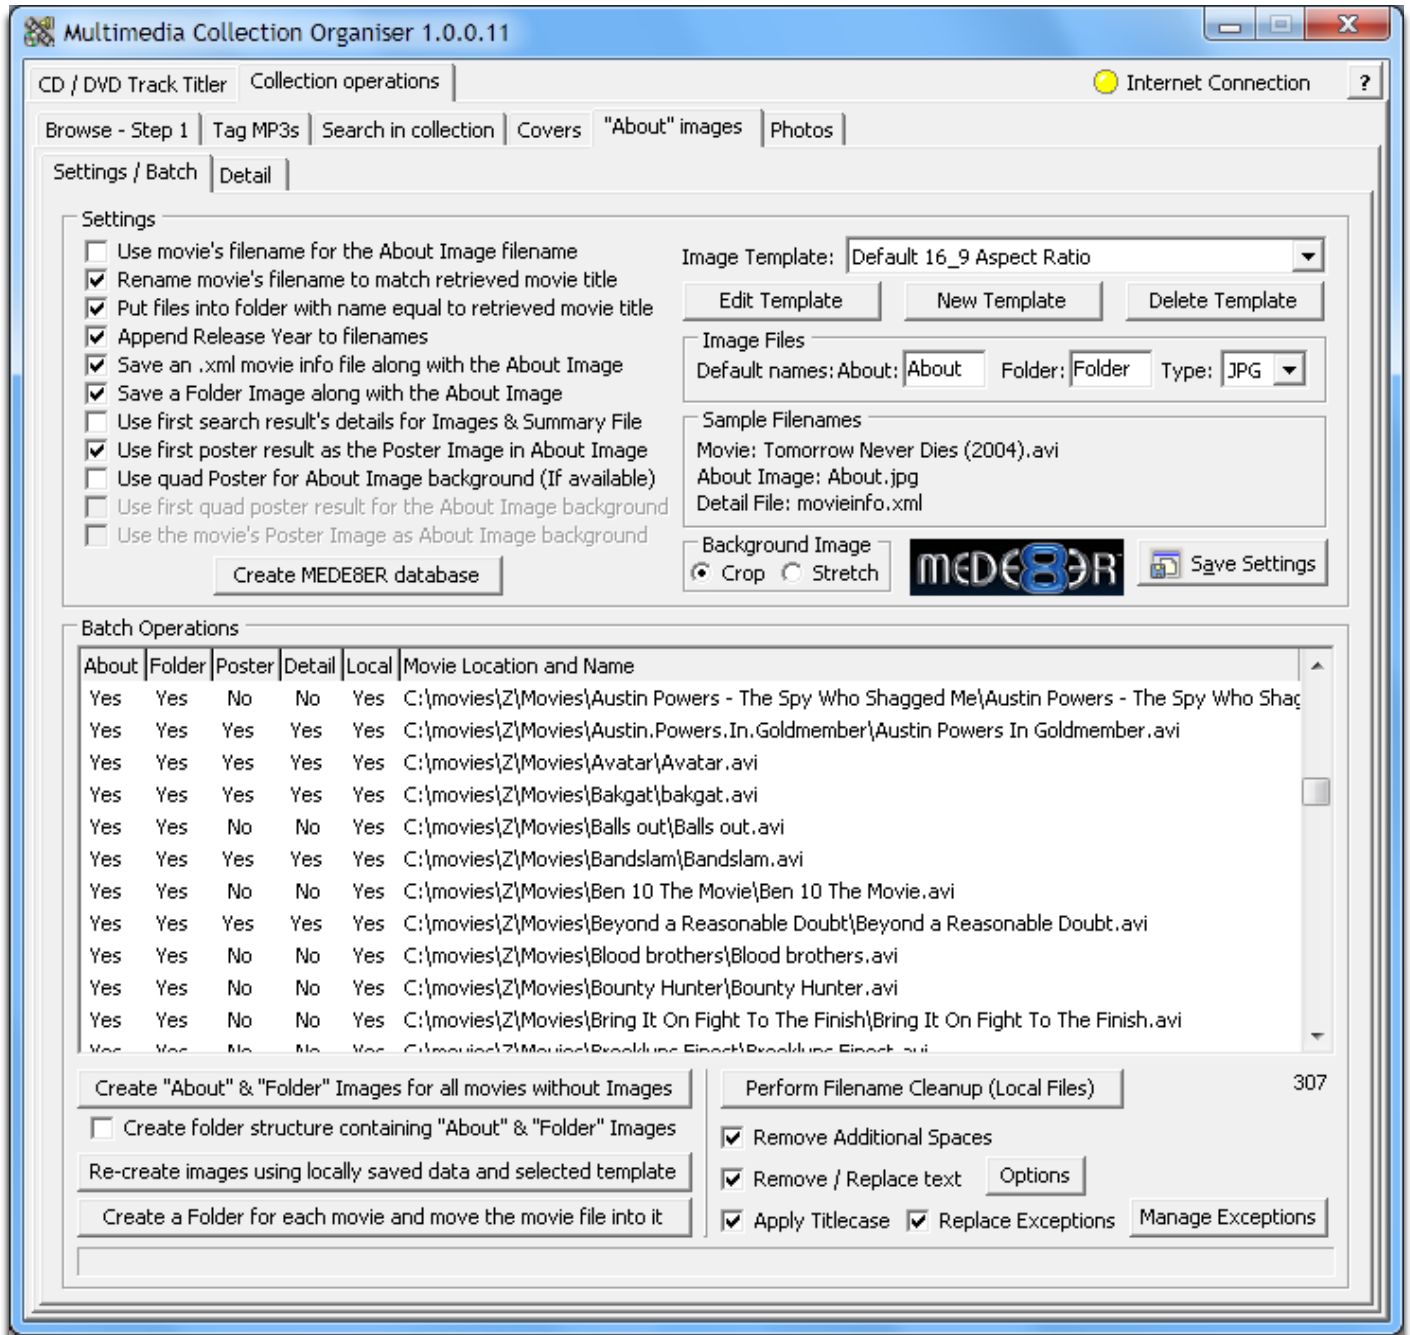 Multimedia Collection Organiser 1.0.0.11
CD / DVD Track Titler Collection operations Internet Connection ?
Browse - Step 1 Tag MP3s Search in collection Covers "About" images Photos
Settings / Batch Detail
Settings
Use movie's filename for the About Image filename
Rename movie's filename to match retrieved movie title
Put files into folder with name equal to retrieved movie title
Append Release Year to filenames
Save an .xml movie info file along with the About Image
Save a Folder Image along with the About Image
Use first search result's details for Images & Summary File
Use first poster result as the Poster Image in About Image
Use quad Poster for About Image background (If available)
Use first quad poster result for the About Image background
Use the movie's Poster Image as About Image background
Create MEDE8ER database
Image Template: Default 16_9 Aspect Ratio
Edit Template New Template Delete Template
Image Files
Default names: About: About Folder: Folder Type: JPG
Sample Filenames
Movie: Tomorrow Never Dies (2004).avi
About Image: About.jpg
Detail File: movieinfo.xml
Background Image
Crop Stretch
MEDE8ER™
Save Settings
Batch Operations
About Folder Poster Detail Local Movie Location and Name
Yes Yes No No Yes C:\movies\Z\Movies\Austin Powers - The Spy Who Shagged Me\Austin Powers - The Spy Who Shag
Yes Yes Yes Yes Yes C:\movies\Z\Movies\Austin.Powers.In.Goldmember\Austin Powers In Goldmember.avi
Yes Yes Yes Yes Yes C:\movies\Z\Movies\Avatar\Avatar.avi
Yes Yes Yes Yes Yes C:\movies\Z\Movies\Bakgat\bakgat.avi
Yes Yes No No Yes C:\movies\Z\Movies\Balls out\Balls out.avi
Yes Yes Yes Yes Yes C:\movies\Z\Movies\Bandslam\Bandslam.avi
Yes Yes No No Yes C:\movies\Z\Movies\Ben 10 The Movie\Ben 10 The Movie.avi
Yes Yes Yes Yes Yes C:\movies\Z\Movies\Beyond a Reasonable Doubt\Beyond a Reasonable Doubt.avi
Yes Yes No No Yes C:\movies\Z\Movies\Blood brothers\Blood brothers.avi
Yes Yes No No Yes C:\movies\Z\Movies\Bounty Hunter\Bounty Hunter.avi
Yes Yes No No Yes C:\movies\Z\Movies\Bring It On Fight To The Finish\Bring It On Fight To The Finish.avi
Yes Yes No No Yes C:\movies\Z\Movies\Brooklyns Finest\Brooklyns Finest.avi
Create "About" & "Folder" Images for all movies without Images
Create folder structure containing "About" & "Folder" Images
Re-create images using locally saved data and selected template
Create a Folder for each movie and move the movie file into it
Perform Filename Cleanup (Local Files) 307
Remove Additional Spaces
Remove / Replace text Options
Apply Titlecase Replace Exceptions Manage Exceptions